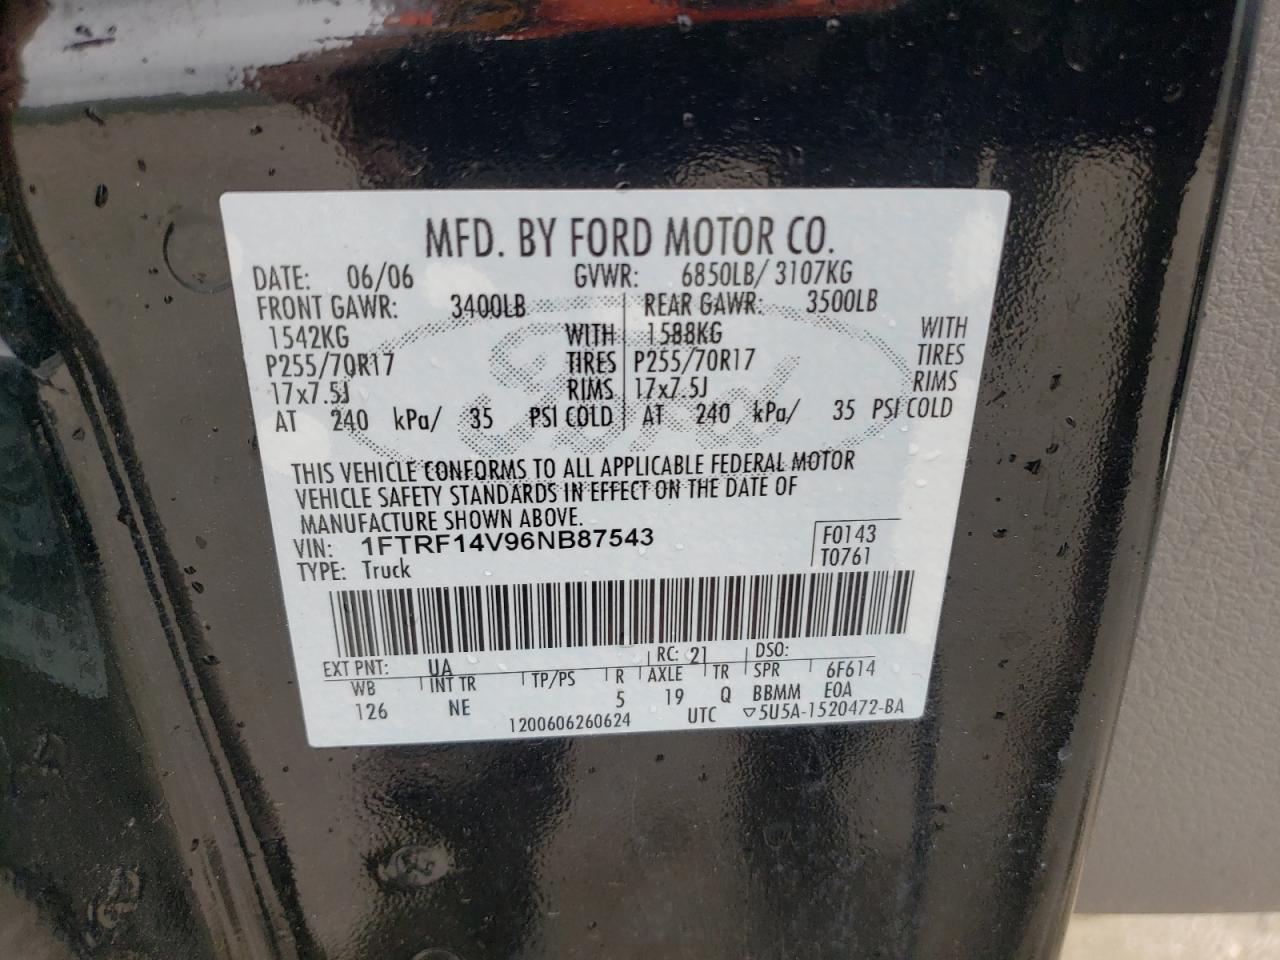 MFD. BY FORD MOTOR CO.
DATE: 06/06 GVWR: 6850LB/ 3107KG
FRONT GAWR: 3400LB REAR GAWR: 3500LB
1542KG WITH 1588KG WITH
P255/70R17 TIRES P255/70R17 TIRES
17x7.5J RIMS 17x7.5J RIMS
AT 240 kPa/ 35 PSI COLD AT 240 kPa/ 35 PSI COLD
Ford
THIS VEHICLE CONFORMS TO ALL APPLICABLE FEDERAL MOTOR
VEHICLE SAFETY STANDARDS IN EFFECT ON THE DATE OF
MANUFACTURE SHOWN ABOVE.
VIN: 1FTRF14V96NB87543 F0143
TYPE: Truck T0761
EXT PNT: UA RC: 21 DSO:
WB INT TR TP/PS R AXLE TR SPR 6F614
126 NE 5 19 Q BBMM E0A
1200606260624 UTC ▽5U5A-1520472-BA